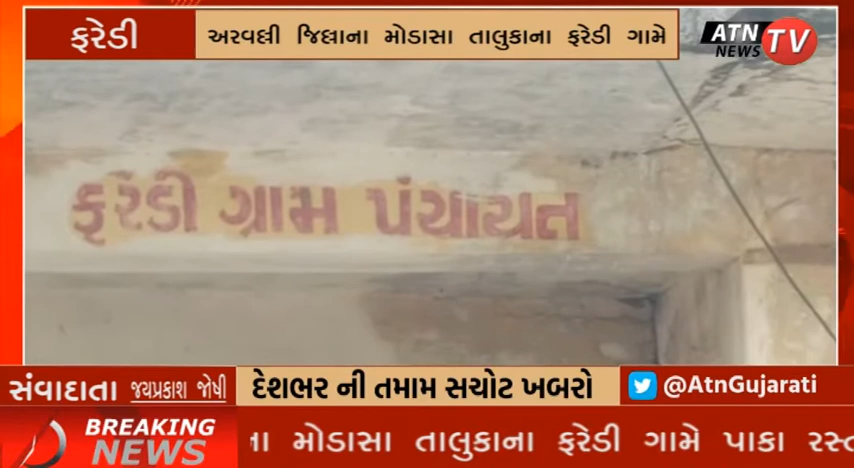 ફરેડી
અરવલ્લી જિલ્લાના મોડાસા તાલુકાના ફરેડી ગામે
ATN
NEWS
TV
ફરેડી ગ્રામ પંચાયત
સંવાદાતા જયપ્રકાશ જોષી
દેશભર ની તમામ સચોટ ખબરો
@AtnGujarati
BREAKING
NEWS
મોડાસા તાલુકાના ફરેડી ગામે પાકા